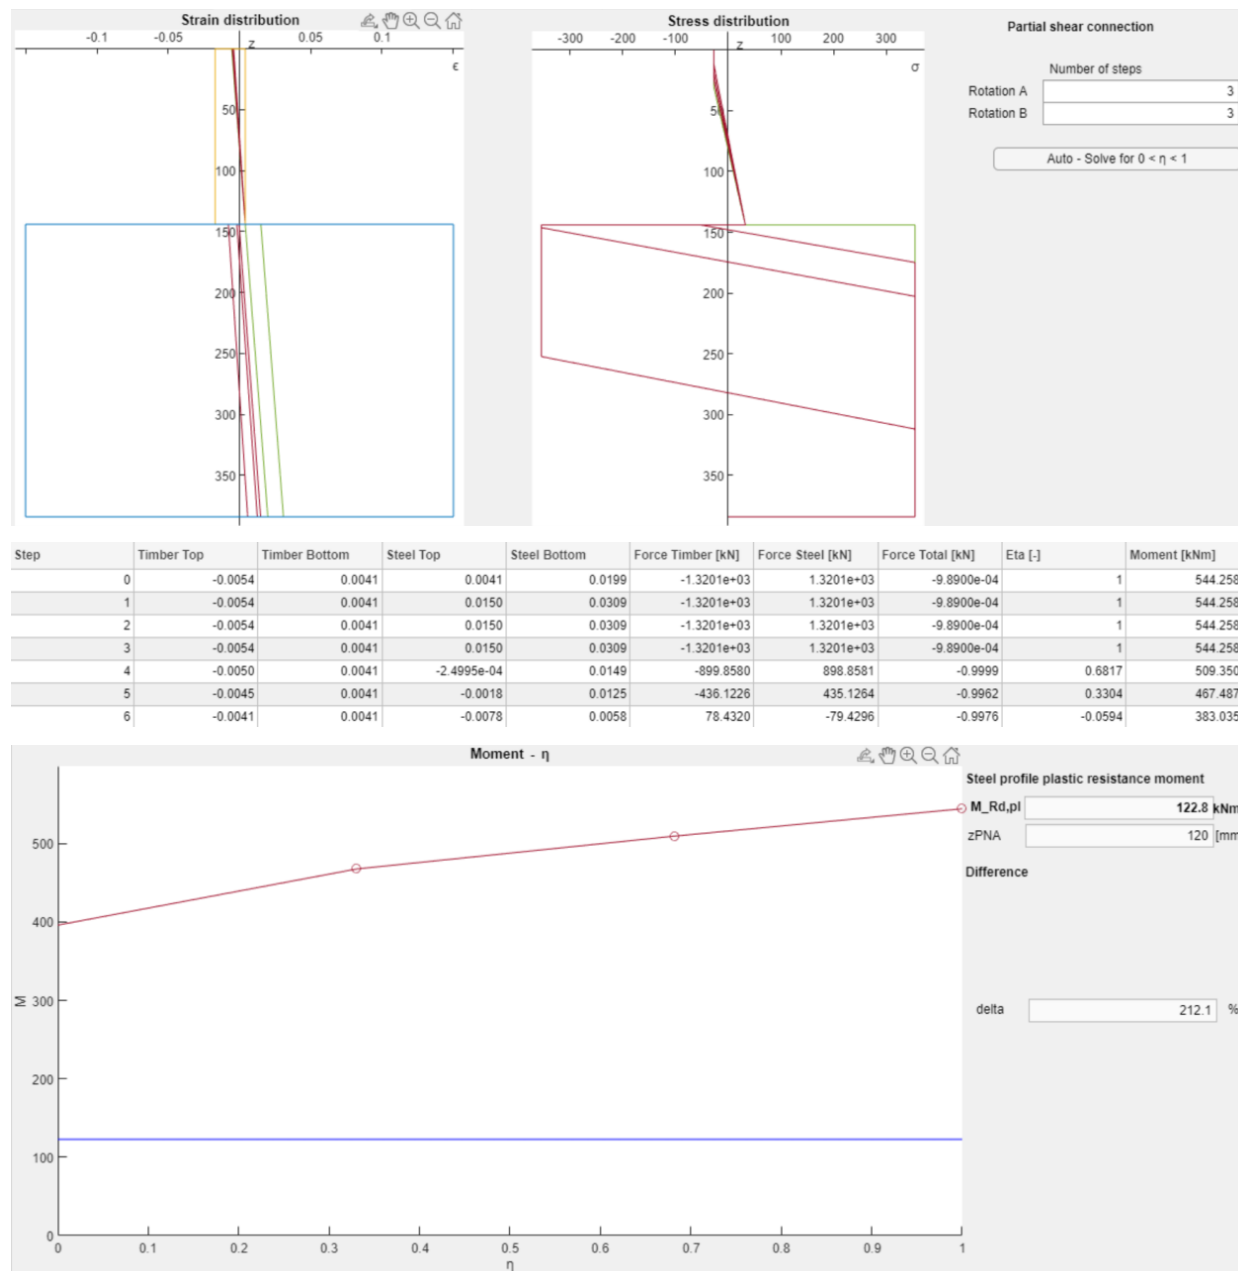 Strain distribution
-0.1 -0.05 z 0.05 0.1
ϵ
50
100
150
200
250
300
350
Stress distribution
-300 -200 -100 z 100 200 300
σ
50
100
150
200
250
300
350
Partial shear connection
Number of steps
Rotation A 3
Rotation B 3
Auto - Solve for 0 < η < 1
Step Timber Top Timber Bottom Steel Top Steel Bottom Force Timber [kN] Force Steel [kN] Force Total [kN] Eta [-] Moment [kNm]
0 -0.0054 0.0041 0.0041 0.0199 -1.3201e+03 1.3201e+03 -9.8900e-04 1 544.258
1 -0.0054 0.0041 0.0150 0.0309 -1.3201e+03 1.3201e+03 -9.8900e-04 1 544.258
2 -0.0054 0.0041 0.0150 0.0309 -1.3201e+03 1.3201e+03 -9.8900e-04 1 544.258
3 -0.0054 0.0041 0.0150 0.0309 -1.3201e+03 1.3201e+03 -9.8900e-04 1 544.258
4 -0.0050 0.0041 -2.4995e-04 0.0149 -899.8580 898.8581 -0.9999 0.6817 509.350
5 -0.0045 0.0041 -0.0018 0.0125 -436.1226 435.1264 -0.9962 0.3304 467.487
6 -0.0041 0.0041 -0.0078 0.0058 78.4320 -79.4296 -0.9976 -0.0594 383.035
Moment - η
500
400
300
200
100
0
M
0 0.1 0.2 0.3 0.4 0.5 0.6 0.7 0.8 0.9 1
η
Steel profile plastic resistance moment
M_Rd,pl 122.8 kNm
zPNA 120 [mm
Difference
delta 212.1 %